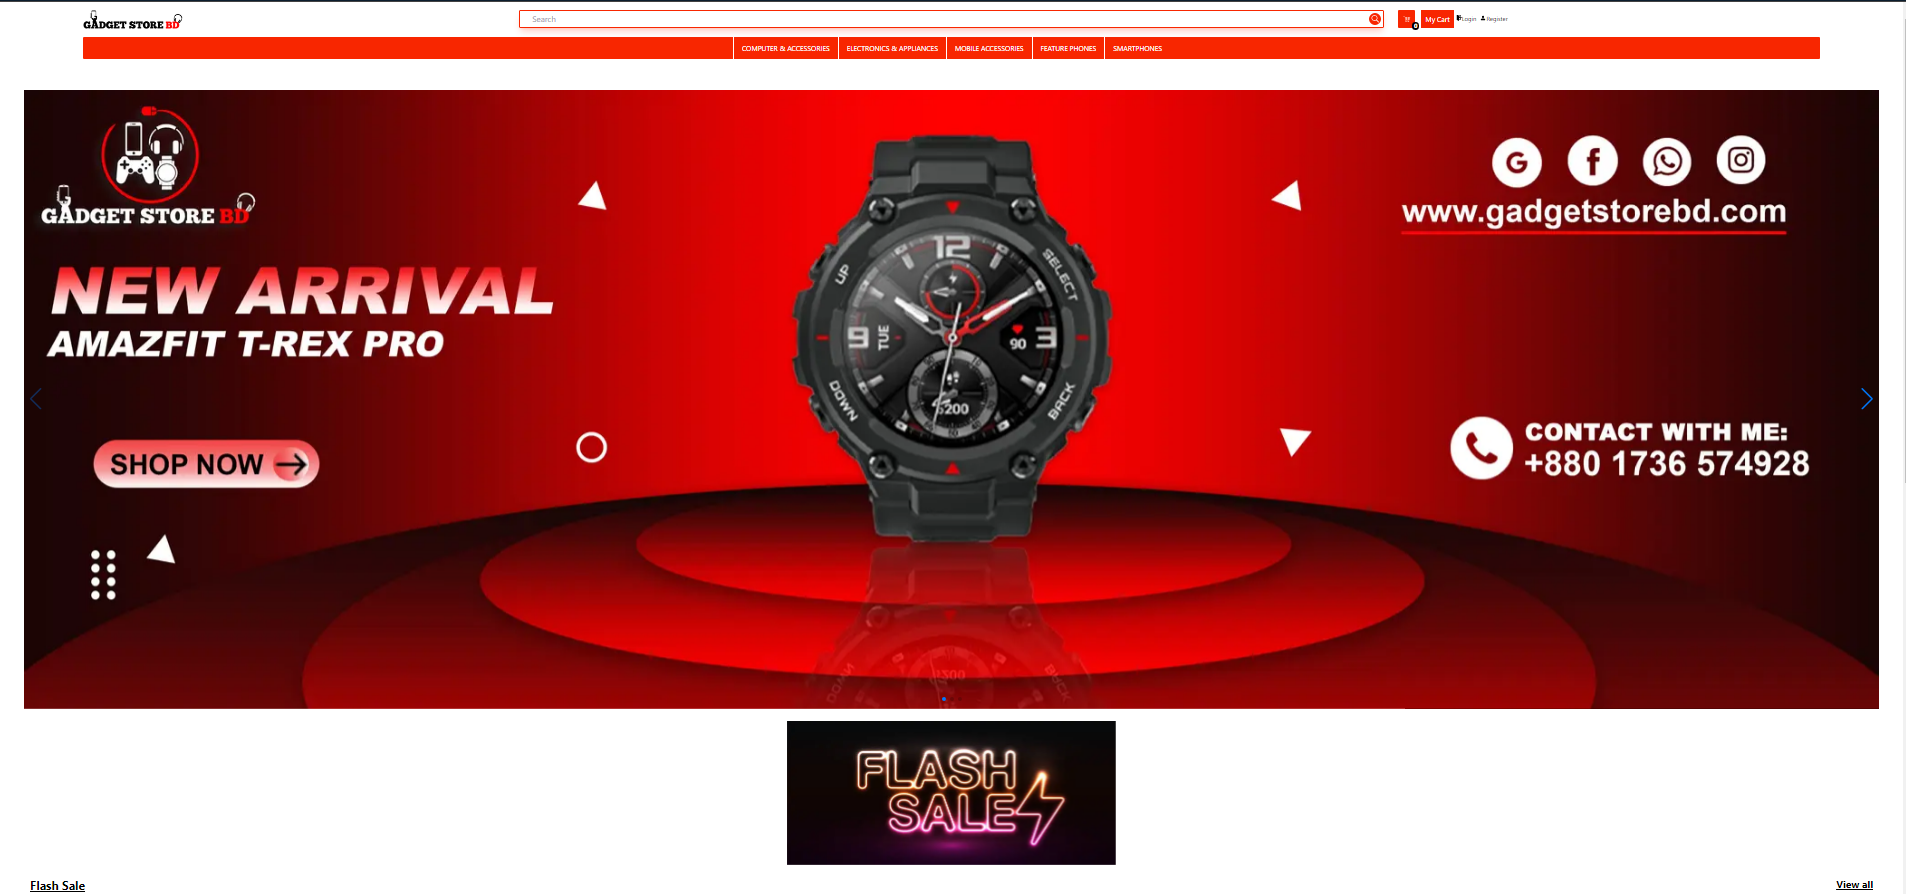 GADGET STORE BD
Search
0
My Cart
Login
Register
COMPUTER & ACCESSORIES
ELECTRONICS & APPLIANCES
MOBILE ACCESSORIES
FEATURE PHONES
SMARTPHONES
GADGET STORE BD
G
f
www.gadgetstorebd.com
NEW ARRIVAL
AMAZFIT T-REX PRO
12
UP
SELECT
9
TUE
90
3
DOWN
BACK
SHOP NOW
CONTACT WITH ME:
+880 1736 574928
FLASH
SALE
Flash Sale
View all